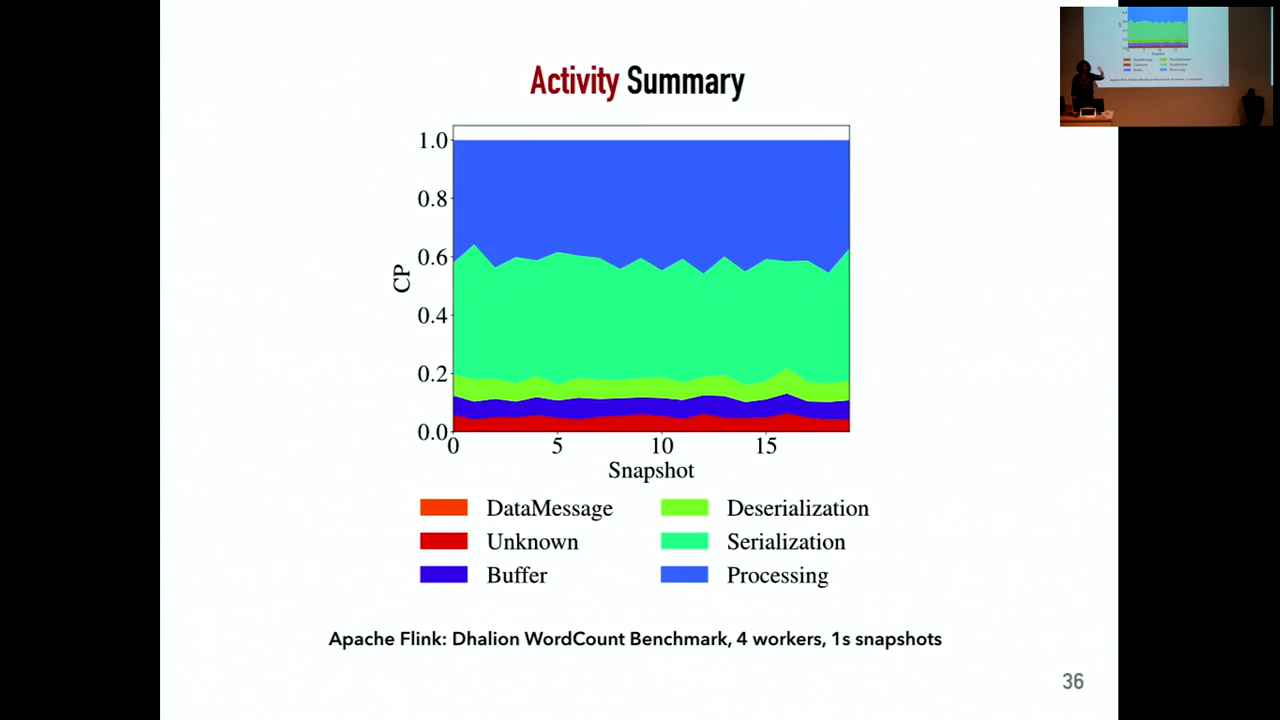 Activity Summary
1.0
0.8
0.6
0.4
0.2
0.0
CP
0 5 10 15
Snapshot
DataMessage Deserialization
Unknown Serialization
Buffer Processing
Apache Flink: Dhalion WordCount Benchmark, 4 workers, 1s snapshots
36